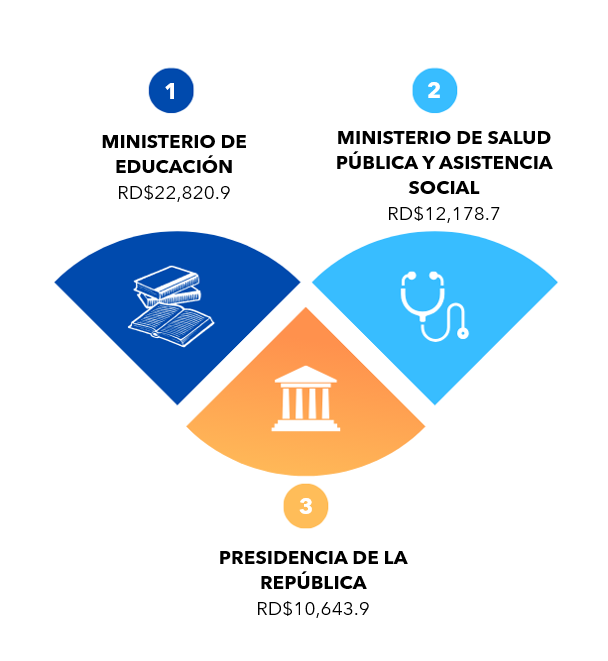 1
MINISTERIO DE
EDUCACIÓN
RD$22,820.9
2
MINISTERIO DE SALUD
PÚBLICA Y ASISTENCIA
SOCIAL
RD$12,178.7
3
PRESIDENCIA DE LA
REPÚBLICA
RD$10,643.9